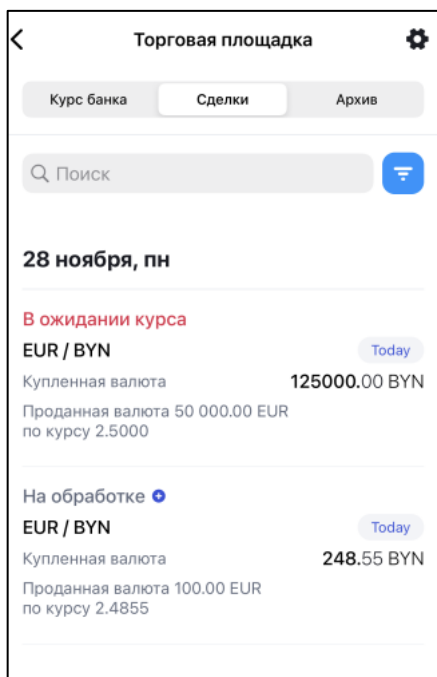 Торговая площадка
Курс банка Сделки Архив
Поиск
28 ноября, пн
В ожидании курса
EUR / BYN Today
Купленная валюта 125000.00 BYN
Проданная валюта 50 000.00 EUR
по курсу 2.5000
На обработке
EUR / BYN Today
Купленная валюта 248.55 BYN
Проданная валюта 100.00 EUR
по курсу 2.4855